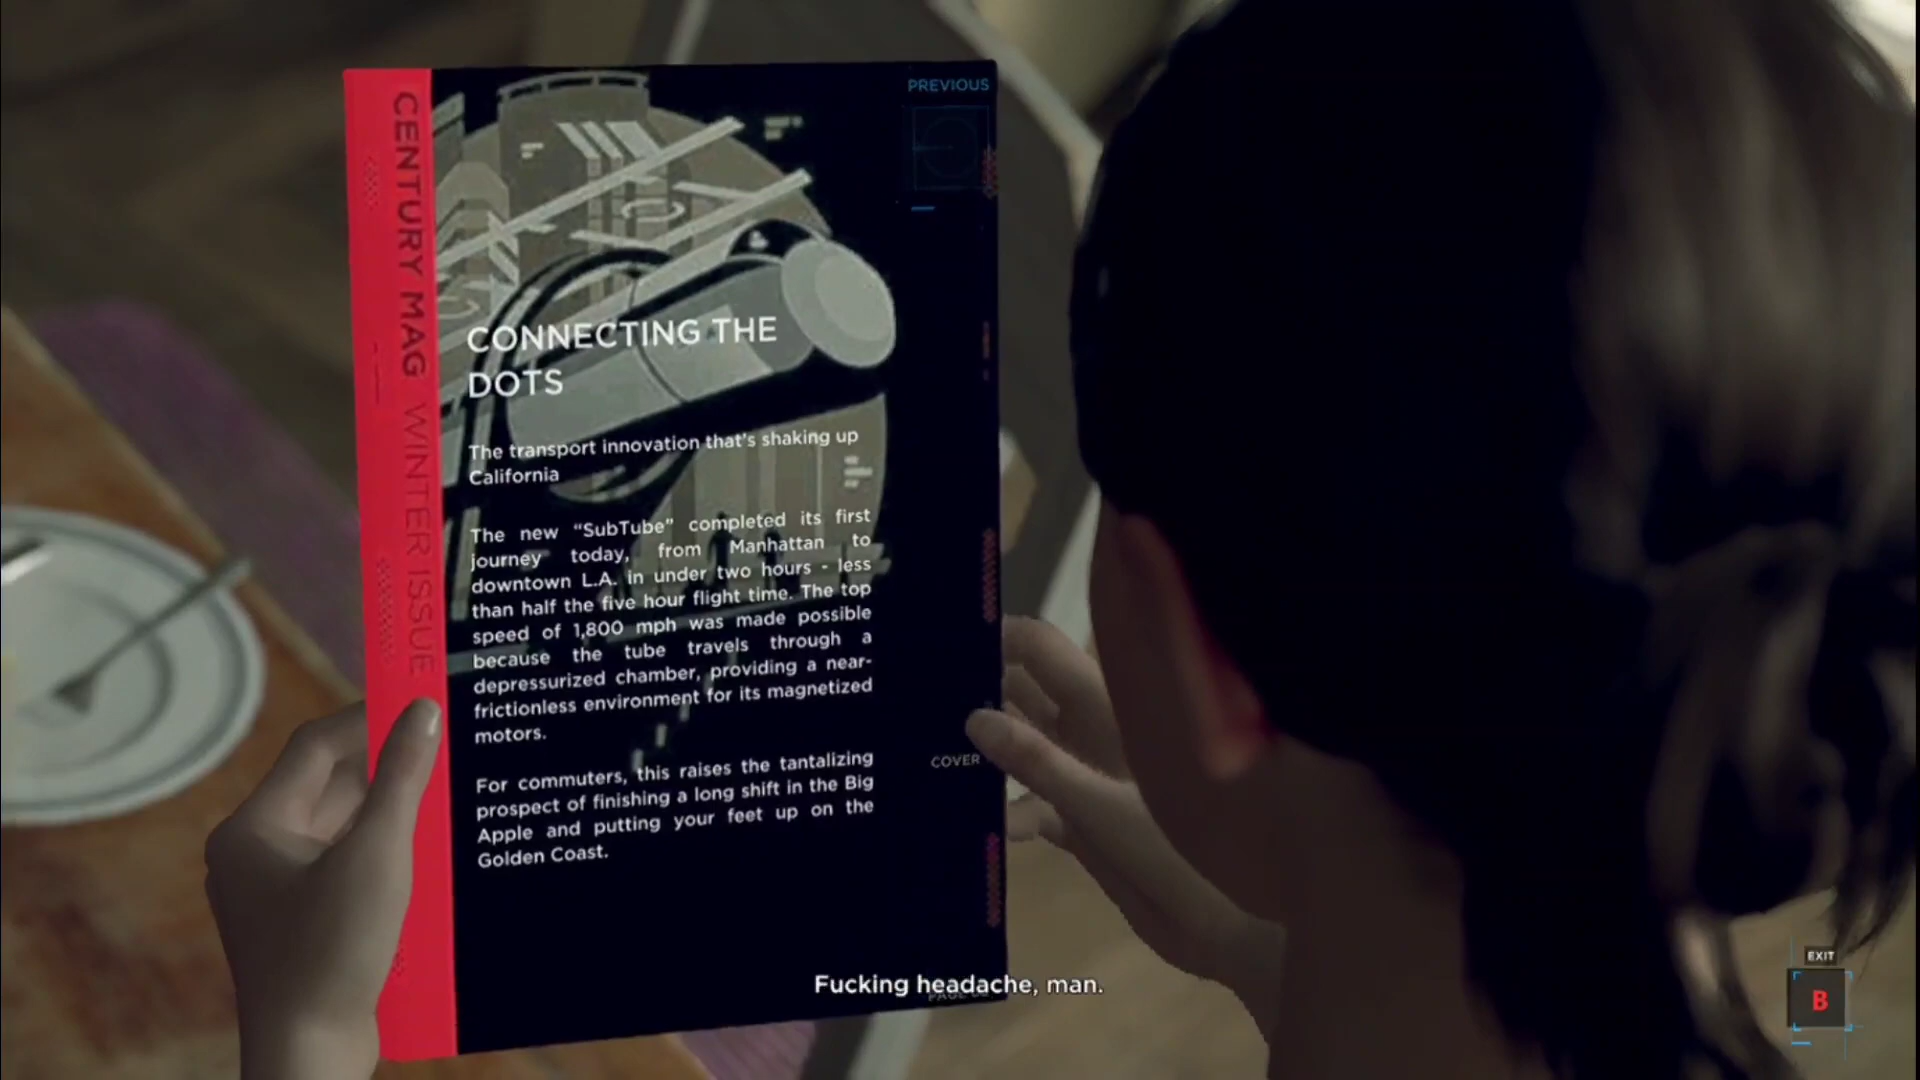 PREVIOUS
CENTURY MAG WINTER ISSUE
CONNECTING THE
DOTS
The transport innovation that's shaking up
California
The new “SubTube” completed its first
journey today, from Manhattan to
downtown L.A. in under two hours - less
than half the five hour flight time. The top
speed of 1,800 mph was made possible
because the tube travels through a
depressurized chamber, providing a near-
frictionless environment for its magnetized
motors.
For commuters, this raises the tantalizing
prospect of finishing a long shift in the Big
Apple and putting your feet up on the
Golden Coast.
COVER
PAGE
Fucking headache, man.
EXIT
B